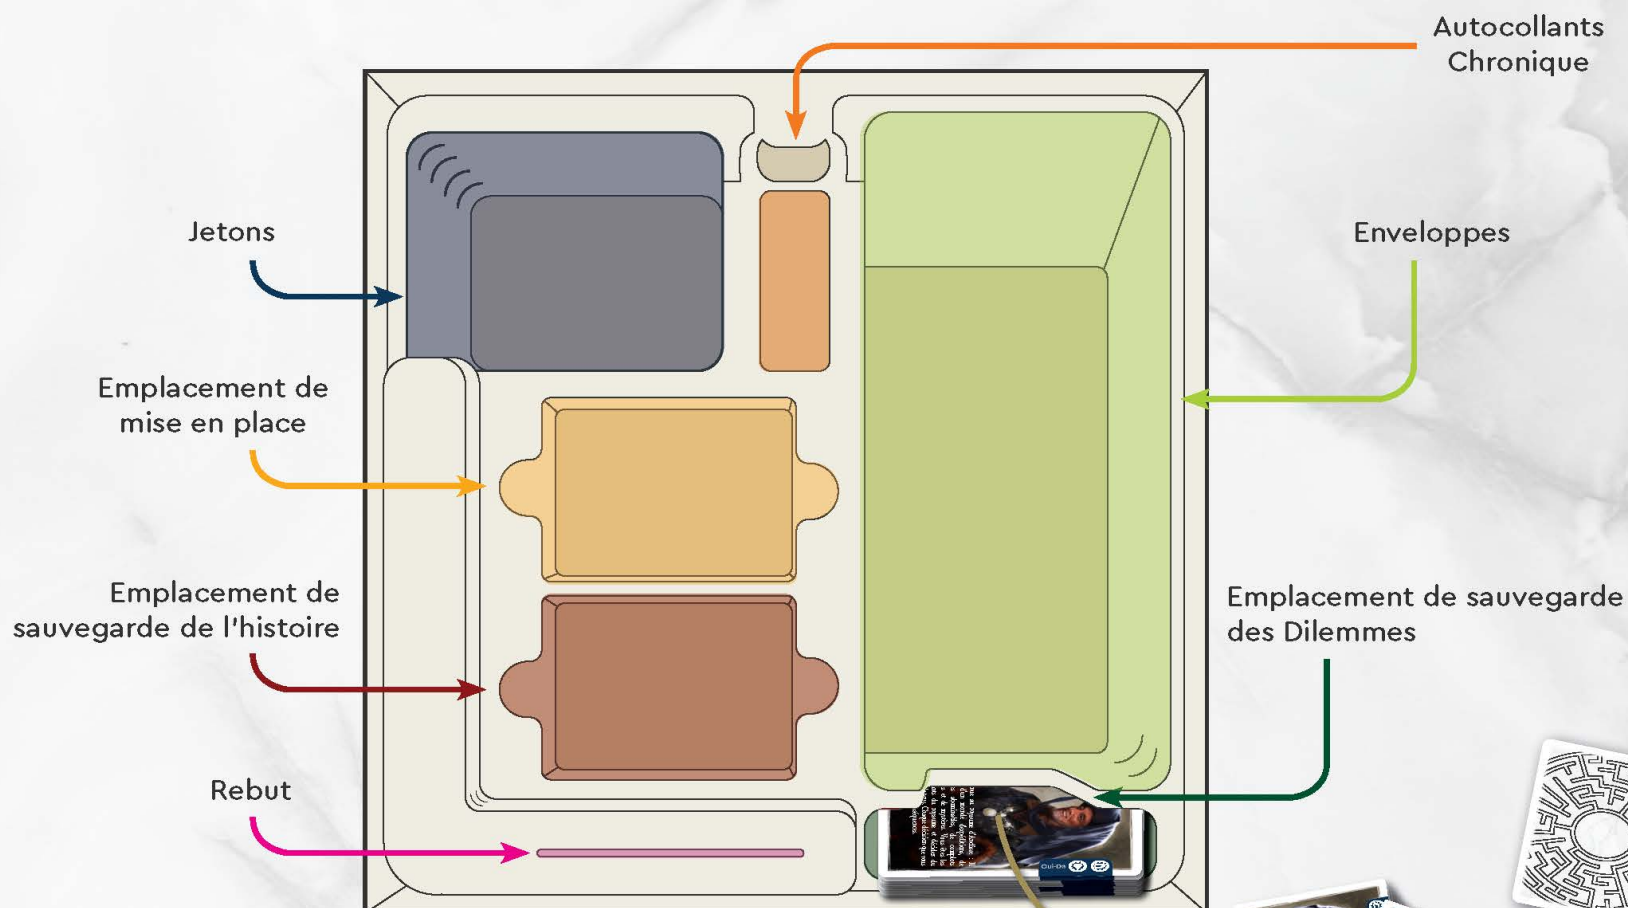 Autocollants
Chronique
Jetons
Enveloppes
Emplacement de
mise en place
Emplacement de
sauvegarde de l'histoire
Emplacement de sauvegarde
des Dilemmes
Rebut